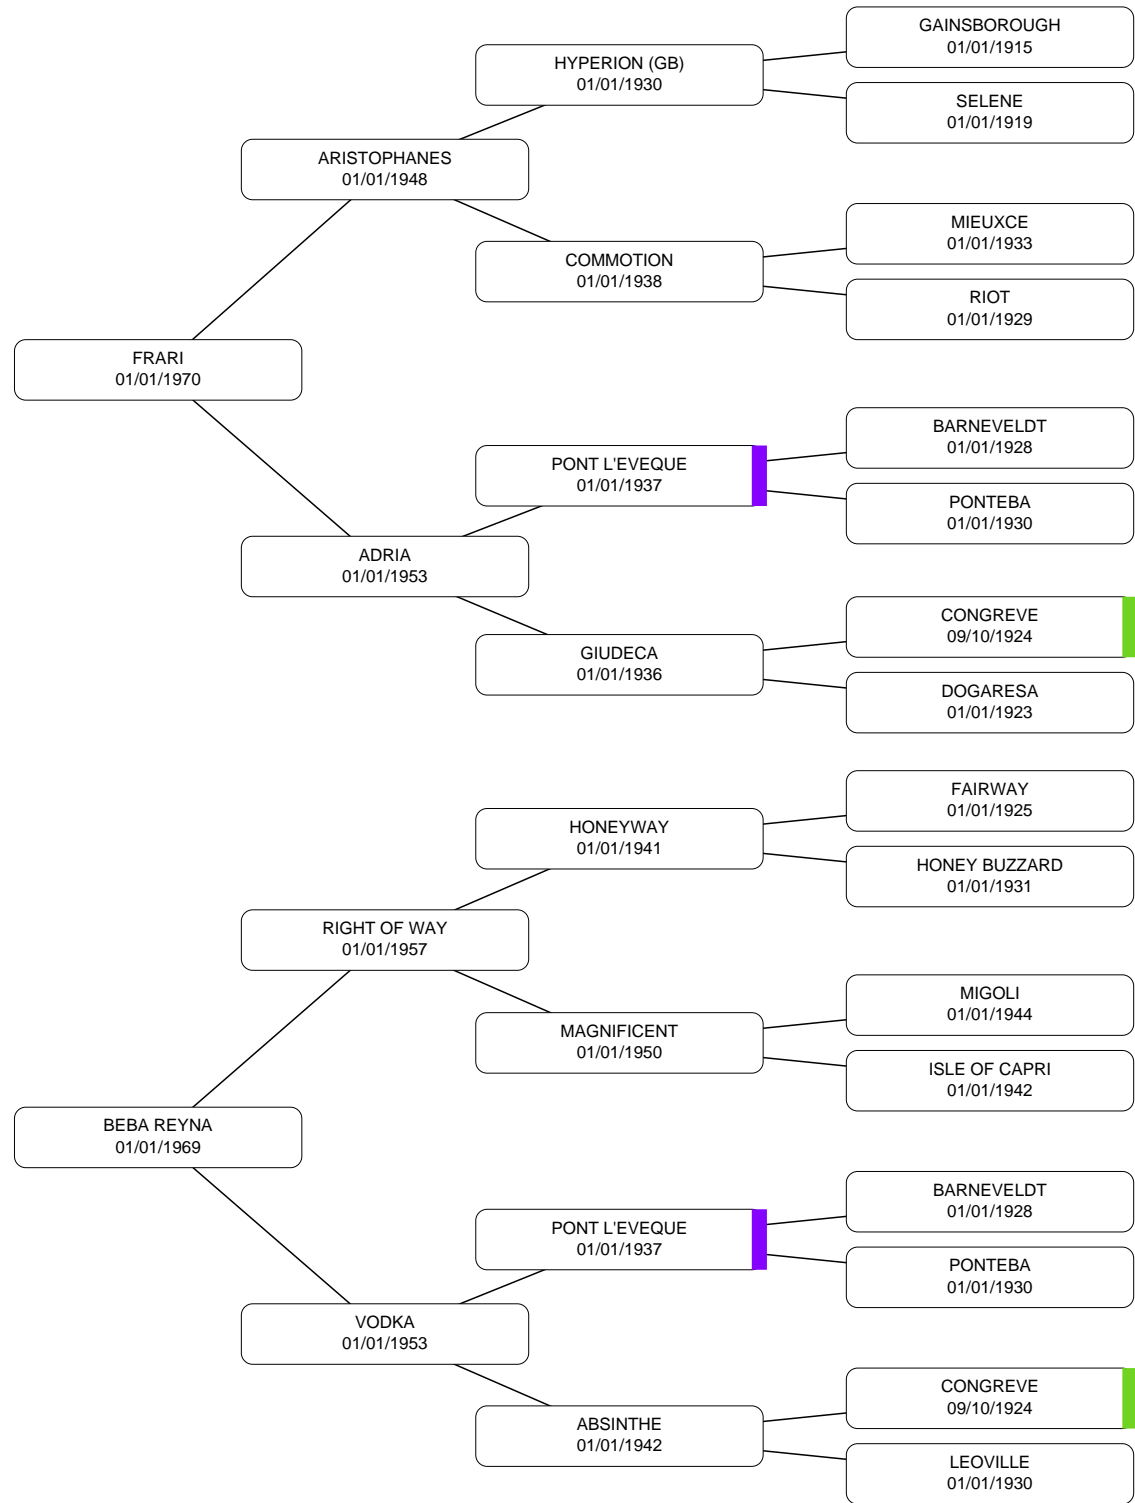 GAINSBOROUGH
01/01/1915
HYPERION (GB)
01/01/1930
SELENE
01/01/1919
ARISTOPHANES
01/01/1948
MIEUXCE
01/01/1933
COMMOTION
01/01/1938
RIOT
01/01/1929
FRARI
01/01/1970
BARNEVELDT
01/01/1928
PONT L'EVEQUE
01/01/1937
PONTEBA
01/01/1930
ADRIA
01/01/1953
CONGREVE
09/10/1924
GIUDECA
01/01/1936
DOGARESA
01/01/1923
FAIRWAY
01/01/1925
HONEYWAY
01/01/1941
HONEY BUZZARD
01/01/1931
RIGHT OF WAY
01/01/1957
MIGOLI
01/01/1944
MAGNIFICENT
01/01/1950
ISLE OF CAPRI
01/01/1942
BEBA REYNA
01/01/1969
BARNEVELDT
01/01/1928
PONT L'EVEQUE
01/01/1937
PONTEBA
01/01/1930
VODKA
01/01/1953
CONGREVE
09/10/1924
ABSINTHE
01/01/1942
LEOVILLE
01/01/1930